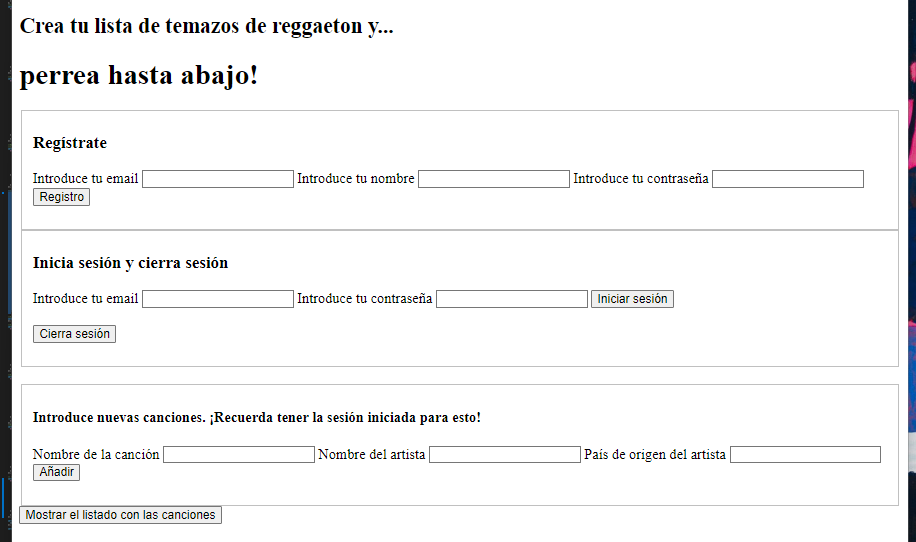 Crea tu lista de temazos de reggaeton y...
perrea hasta abajo!
Regístrate
Introduce tu email Introduce tu nombre Introduce tu contraseña
Registro
Inicia sesión y cierra sesión
Introduce tu email Introduce tu contraseña Iniciar sesión
Cierra sesión
Introduce nuevas canciones. ¡Recuerda tener la sesión iniciada para esto!
Nombre de la canción Nombre del artista País de origen del artista
Añadir
Mostrar el listado con las canciones